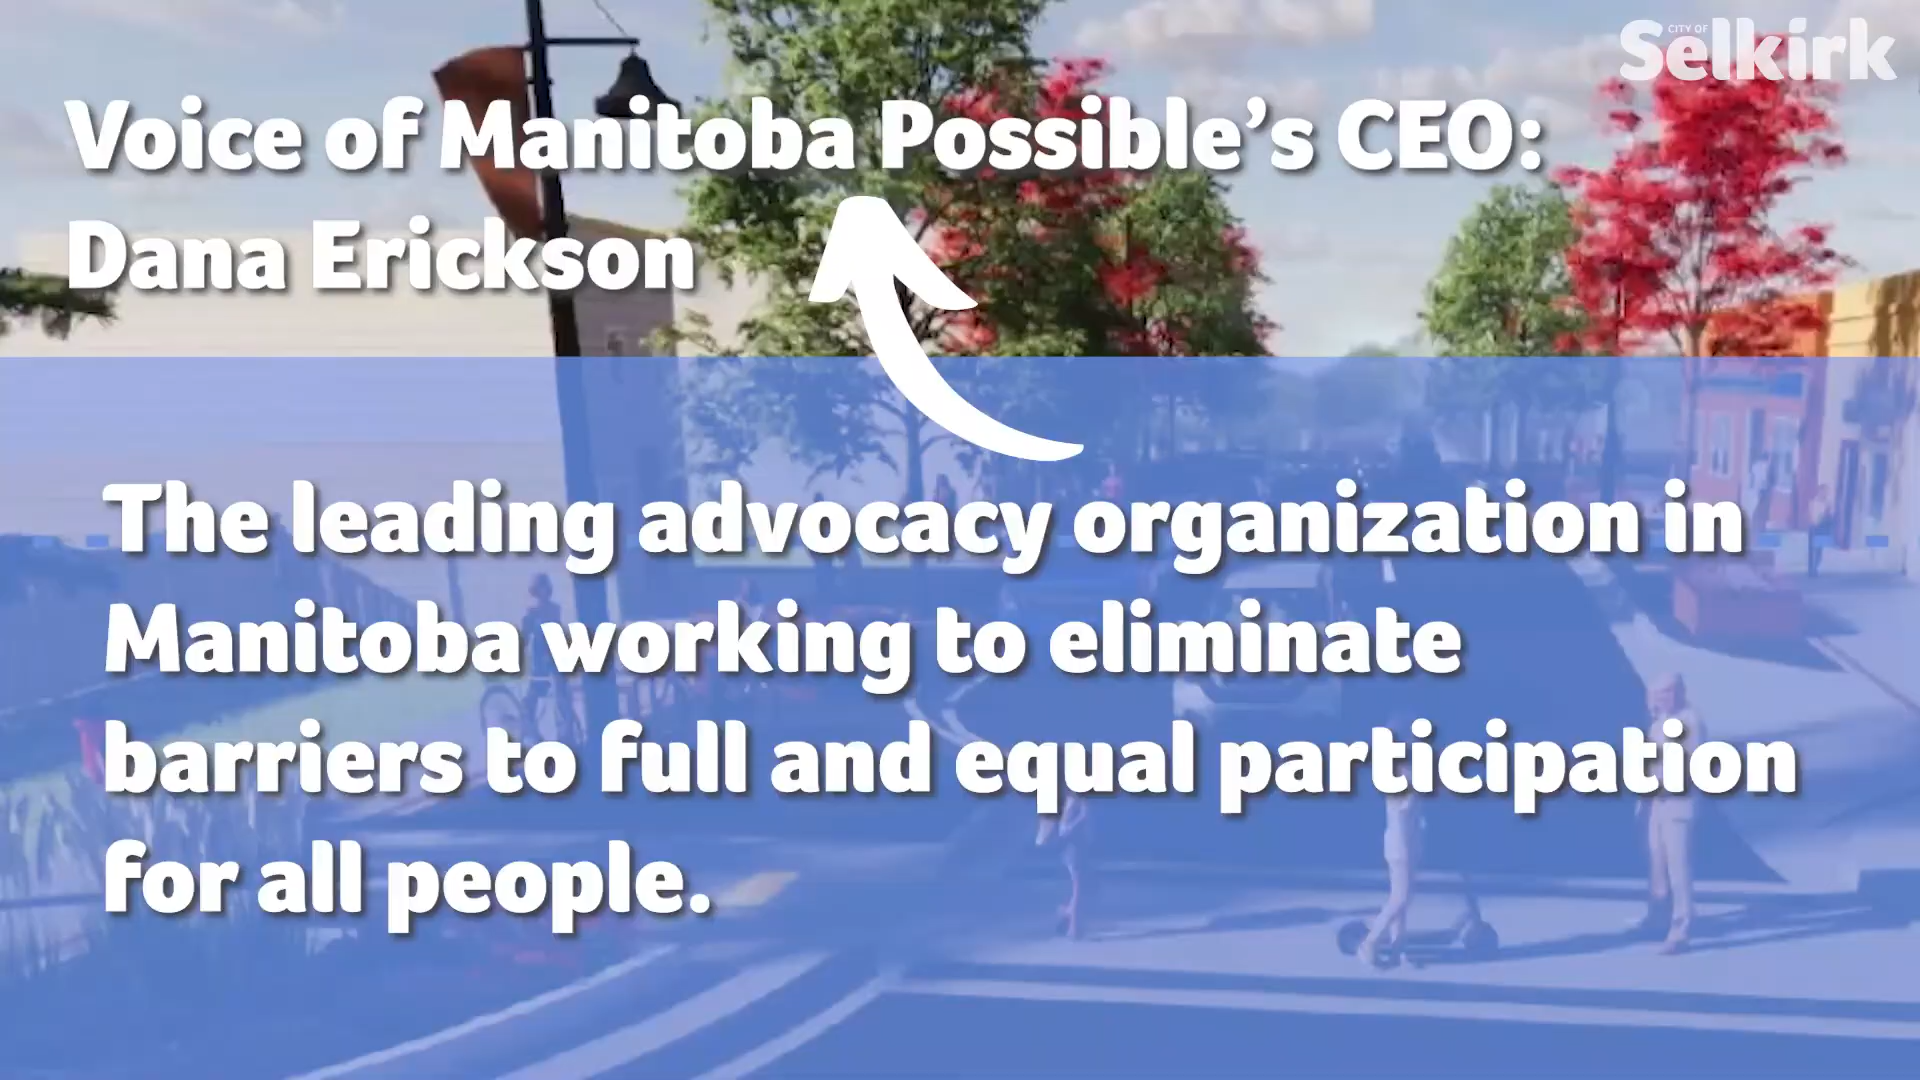 CITY OF
Selkirk
Voice of Manitoba Possible’s CEO:
Dana Erickson
The leading advocacy organization in
Manitoba working to eliminate
barriers to full and equal participation
for all people.